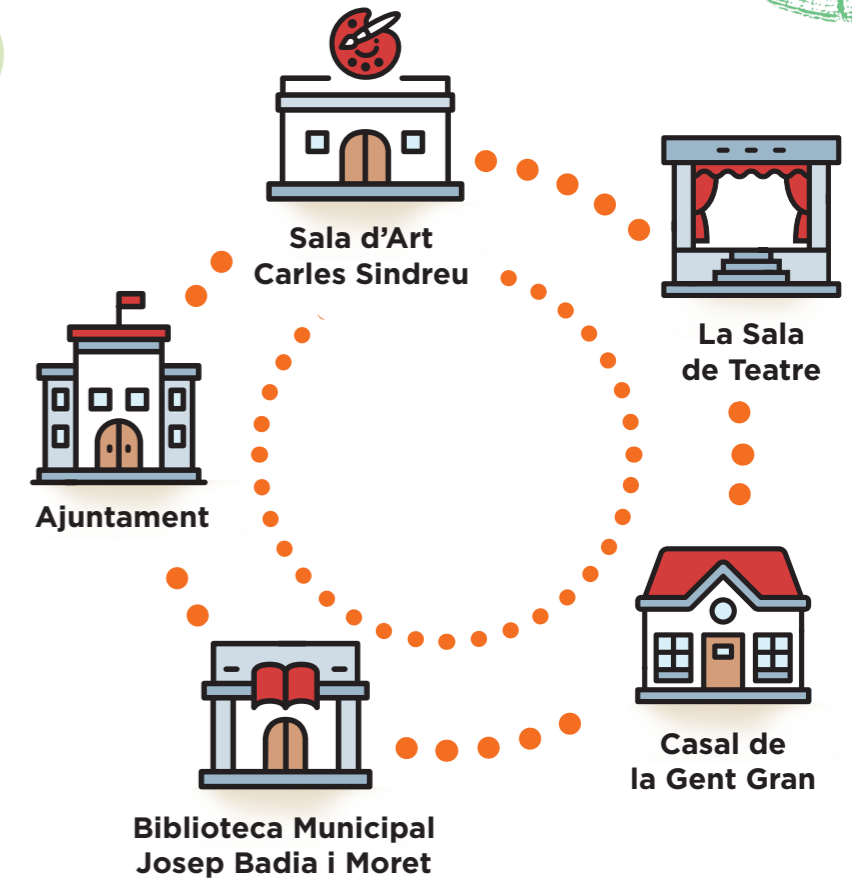 Sala d’Art
Carles Sindreu
La Sala
de Teatre
Ajuntament
Casal de
la Gent Gran
Biblioteca Municipal
Josep Badia i Moret